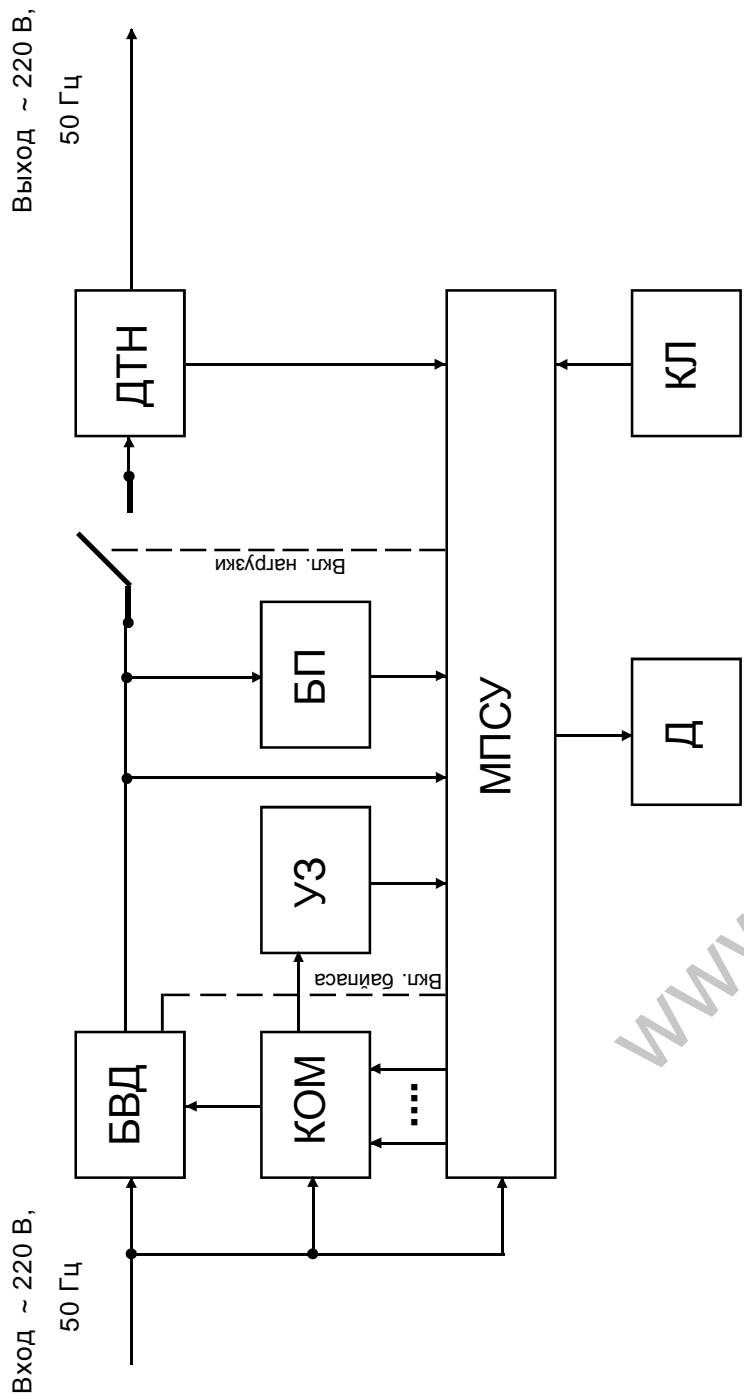 Вход ~ 220 В,
50 Гц
Выход ~ 220 В,
50 Гц
БВД
ДТН
Вкл. байпаса
Вкл. нагрузки
КОМ
УЗ
БП
....
МПСУ
Д
КЛ
www